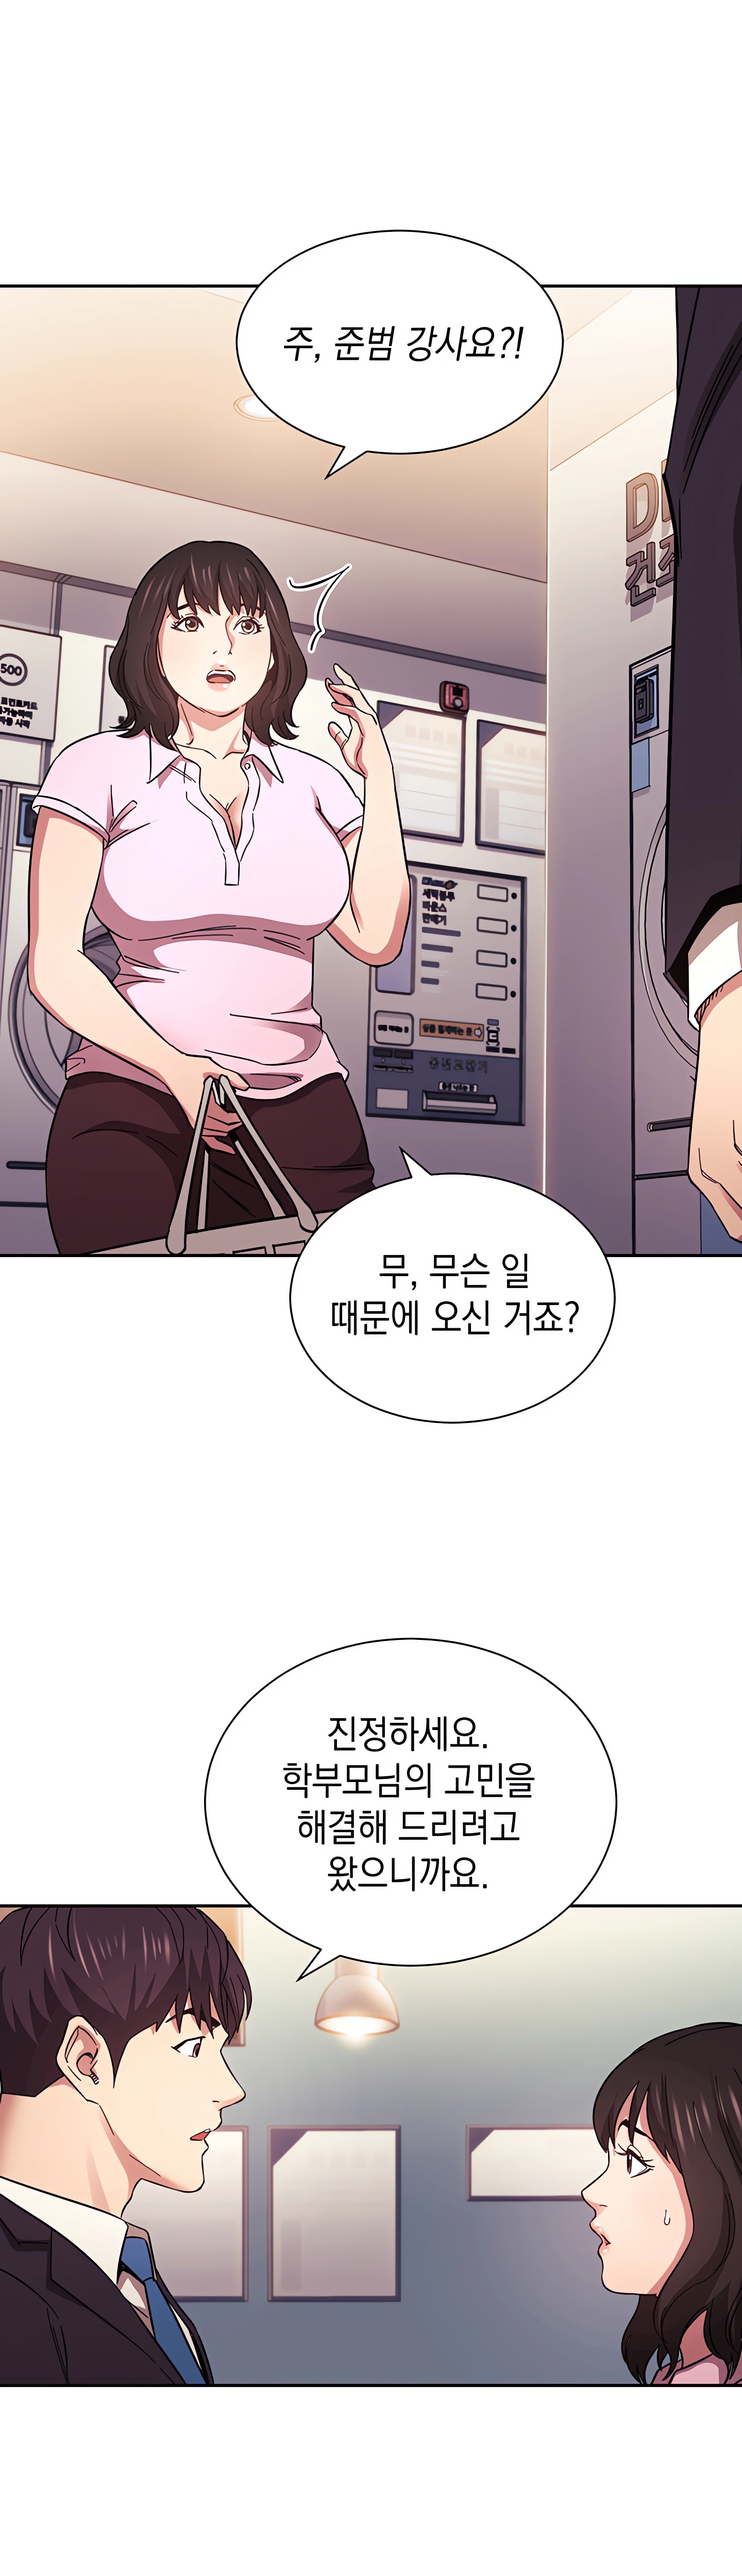 주, 준범 강사요?!
500
무, 무슨 일
때문에 오신 거죠?
진정하세요.
학부모님의 고민을
해결해 드리려고
왔으니까요.